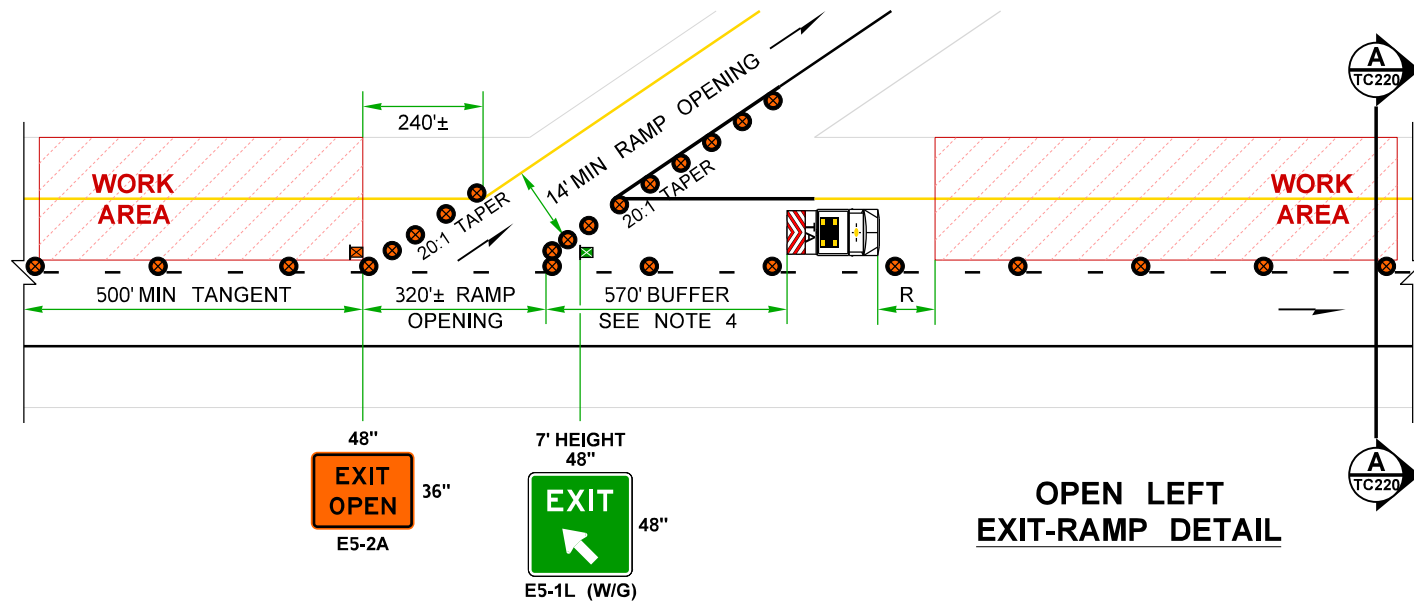 A
TC220
240'±
14' MIN RAMP OPENING
WORK
AREA
20:1 TAPER
20:1 TAPER
TA
WORK
AREA
500' MIN TANGENT
320'± RAMP
OPENING
570' BUFFER
SEE NOTE 4
R
48"
EXIT
OPEN
36"
E5-2A
7' HEIGHT
48"
EXIT
48"
E5-1L (W/G)
OPEN LEFT
EXIT-RAMP DETAIL
A
TC220